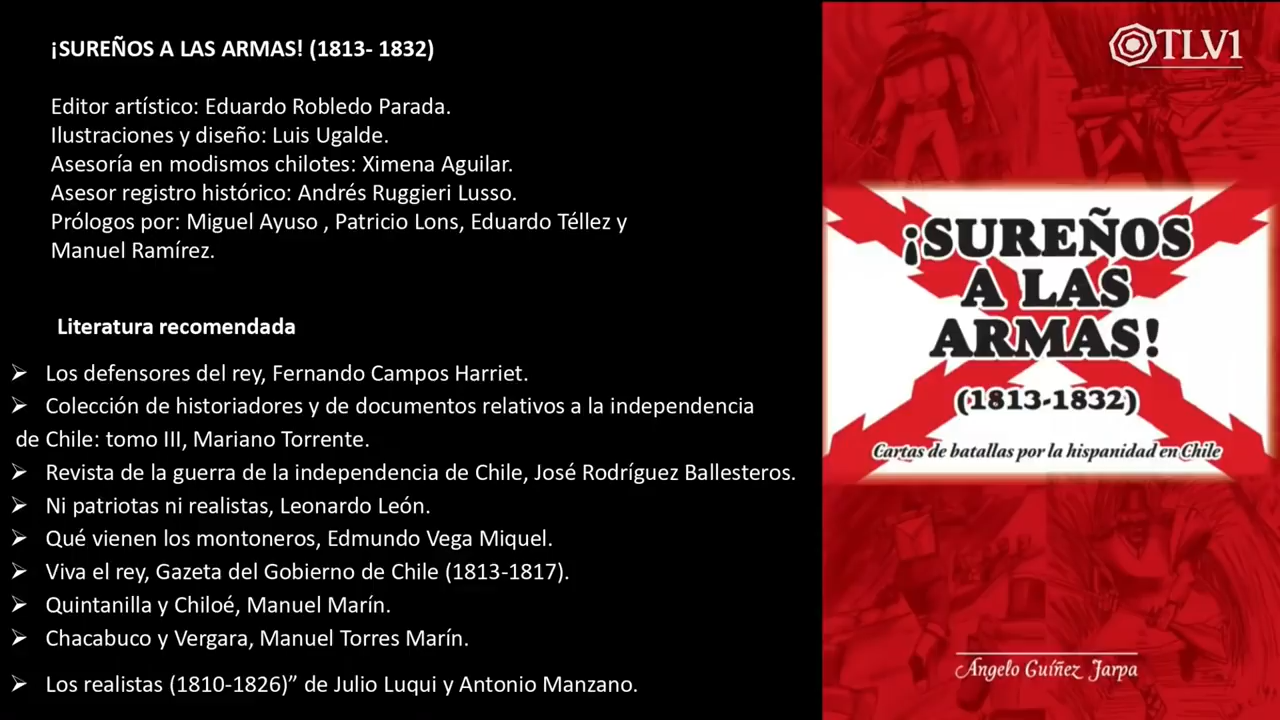 ¡SUREÑOS A LAS ARMAS! (1813- 1832)
Editor artístico: Eduardo Robledo Parada.
Ilustraciones y diseño: Luis Ugalde.
Asesoría en modismos chilotes: Ximena Aguilar.
Asesor registro histórico: Andrés Ruggieri Lusso.
Prólogos por: Miguel Ayuso , Patricio Lons, Eduardo Téllez y
Manuel Ramírez.
Literatura recomendada
Los defensores del rey, Fernando Campos Harriet.
Colección de historiadores y de documentos relativos a la independencia
de Chile: tomo III, Mariano Torrente.
Revista de la guerra de la independencia de Chile, José Rodríguez Ballesteros.
Ni patriotas ni realistas, Leonardo León.
Qué vienen los montoneros, Edmundo Vega Miquel.
Viva el rey, Gazeta del Gobierno de Chile (1813-1817).
Quintanilla y Chiloé, Manuel Marín.
Chacabuco y Vergara, Manuel Torres Marín.
Los realistas (1810-1826)” de Julio Luqui y Antonio Manzano.
TLV1
¡SUREÑOS
A LAS
ARMAS!
(1813-1832)
Cartas de batallas por la hispanidad en Chile
Angelo Guíñez Jarpa